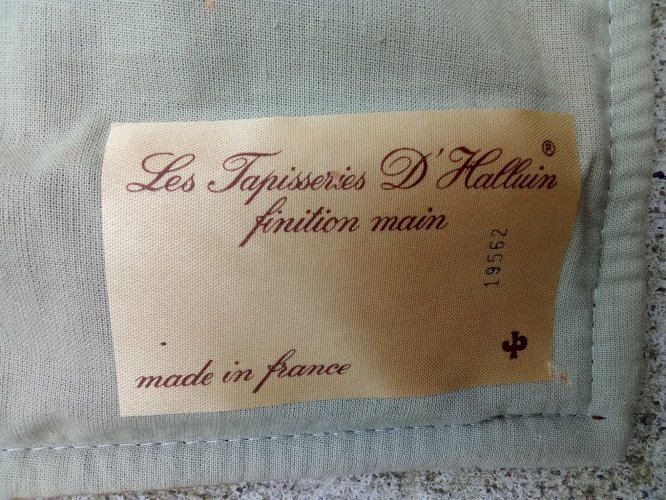 Les Tapisseries D'Halluin ®
finition main
19562
made in france